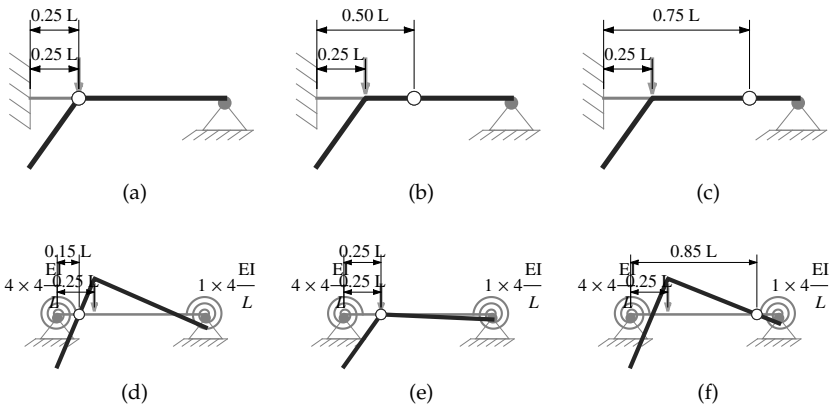 0.25 L
0.25 L
(a)
0.50 L
0.25 L
(b)
0.75 L
0.25 L
(c)
0.15 L
0.25 L
4 × 4 EI/L
1 × 4 EI/L
(d)
0.25 L
0.25 L
4 × 4 EI/L
1 × 4 EI/L
(e)
0.85 L
0.25 L
4 × 4 EI/L
1 × 4 EI/L
(f)